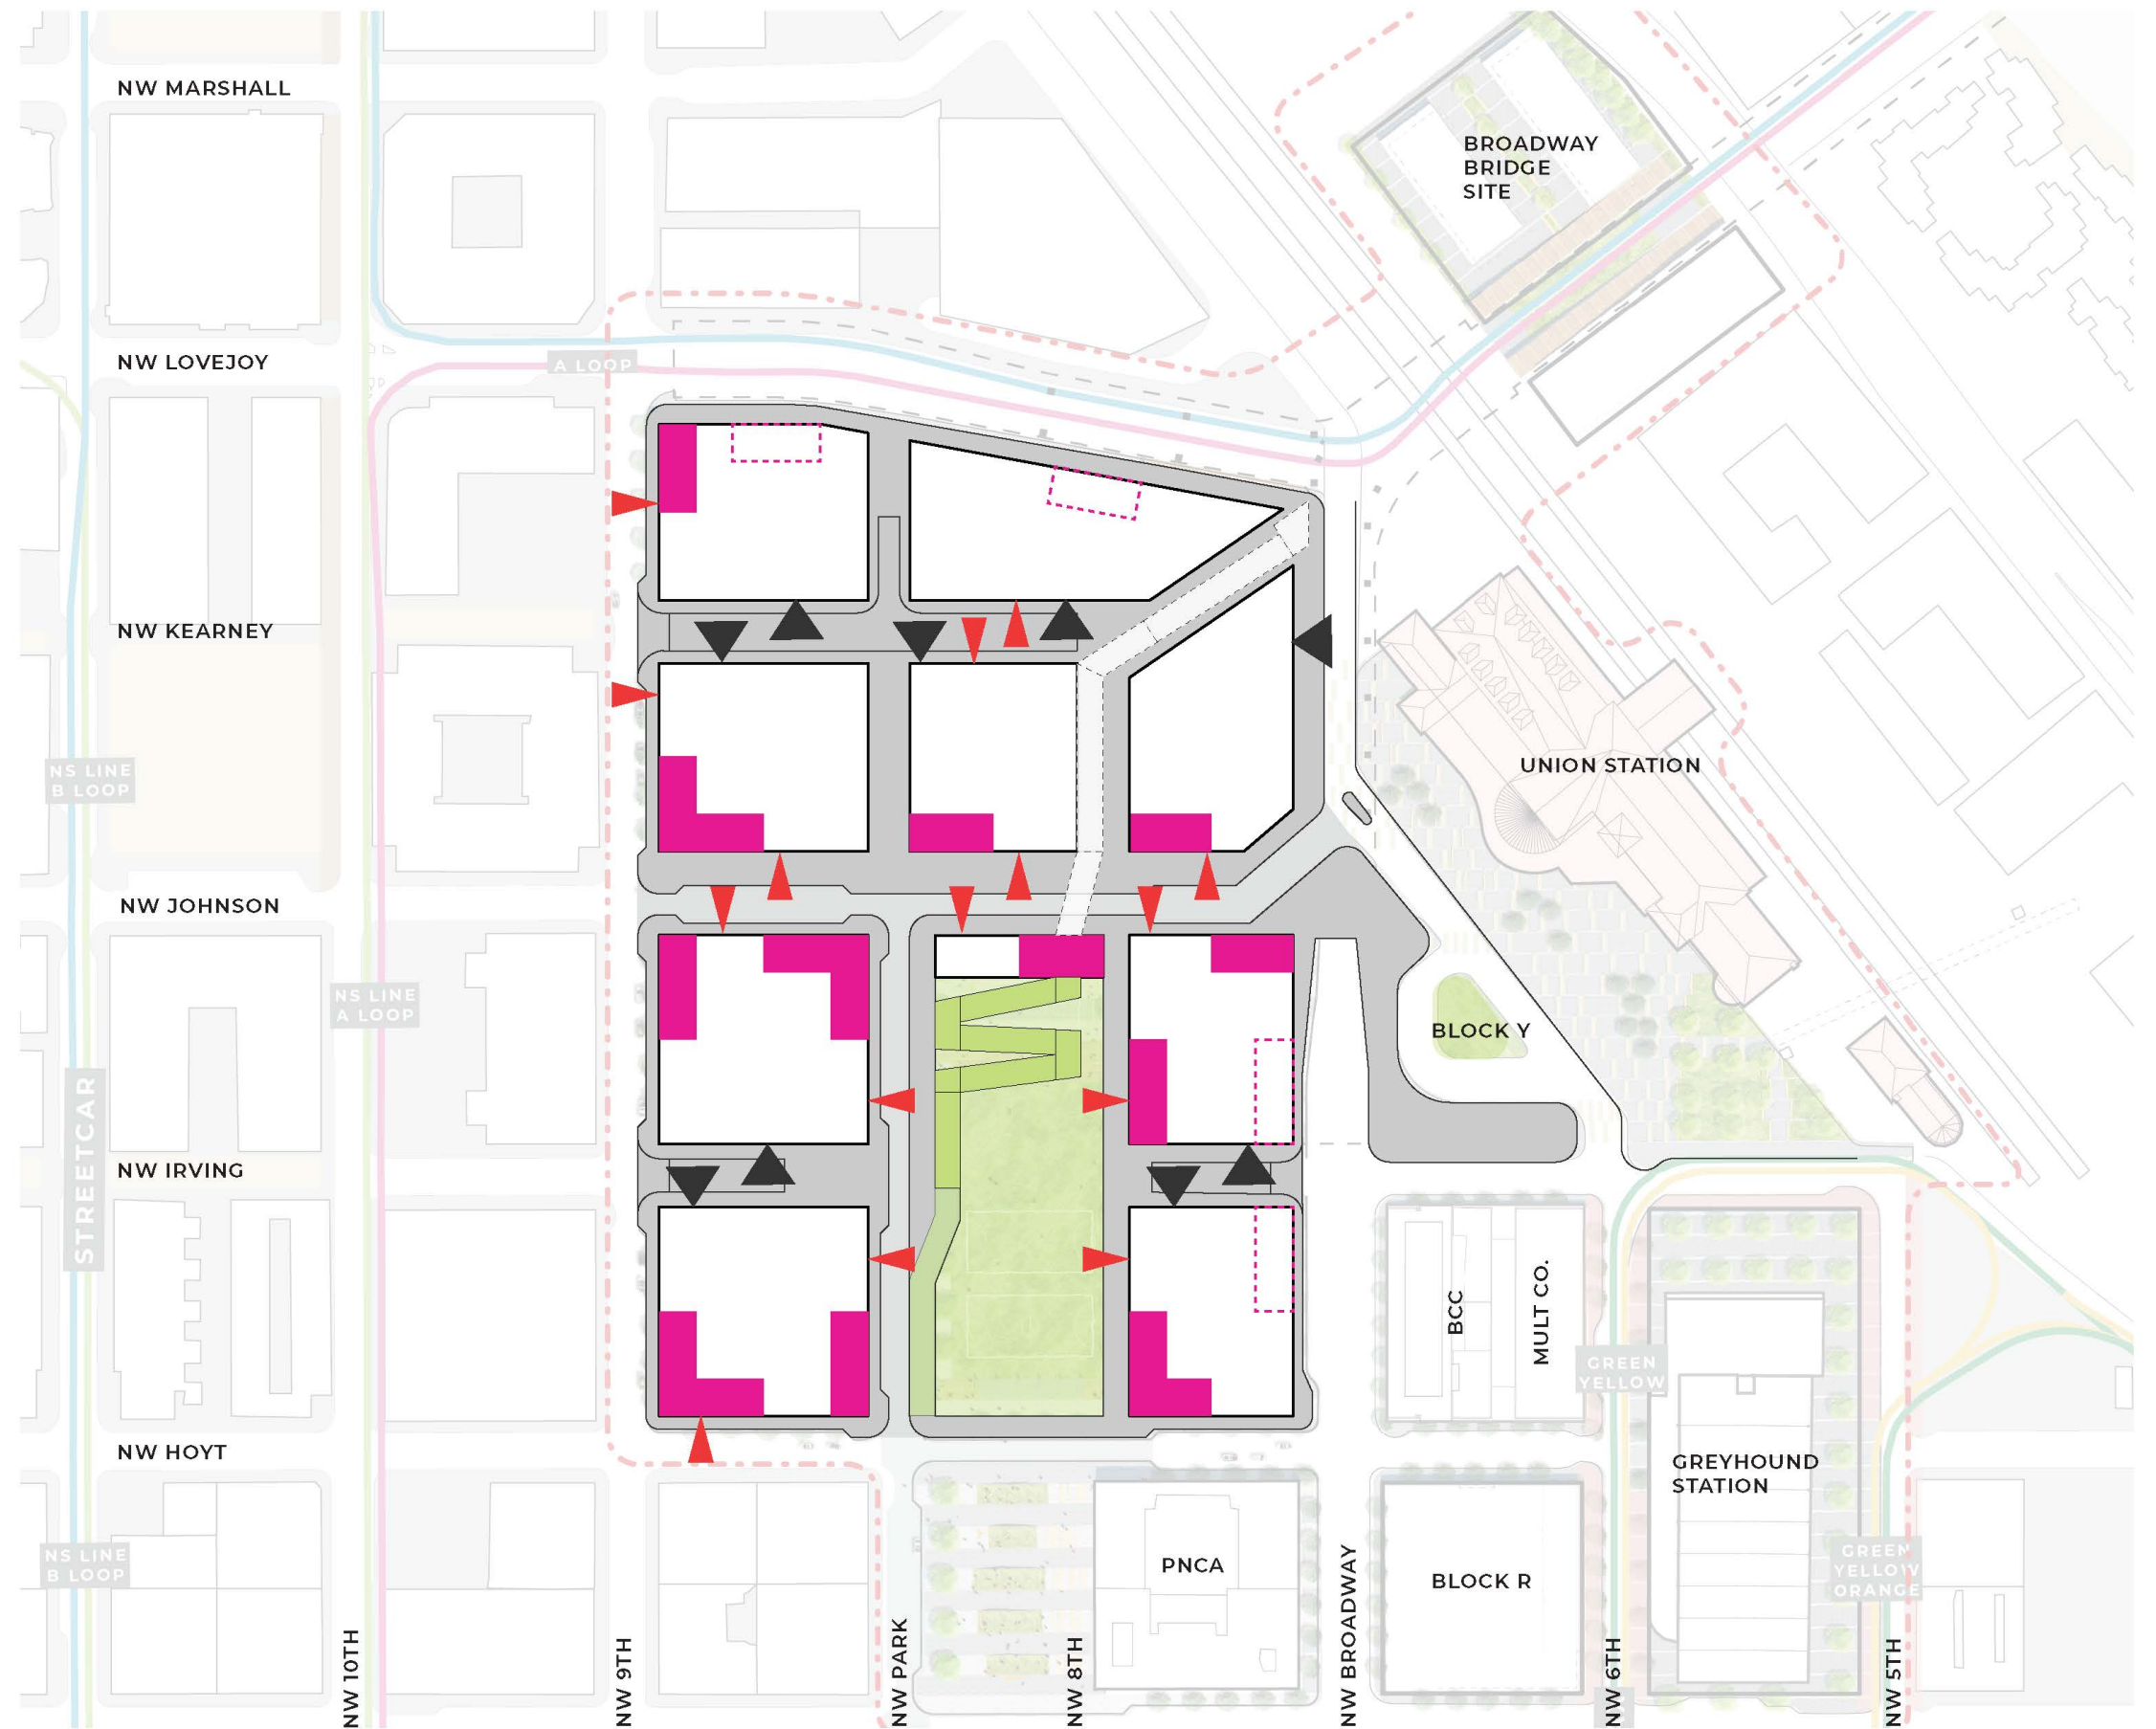 NW MARSHALL
BROADWAY
BRIDGE
SITE
NW LOVEJOY
A LOOP
NW KEARNEY
NS LINE
B LOOP
UNION STATION
NW JOHNSON
NS LINE
A LOOP
BLOCK Y
STREETCAR
NW IRVING
BCC
MULT CO.
GREEN
YELLOW
NW HOYT
GREYHOUND
STATION
NS LINE
B LOOP
PNCA
BLOCK R
GREEN
YELLOW
ORANGE
NW 10TH
NW 9TH
NW PARK
NW 8TH
NW BROADWAY
NW 6TH
NW 5TH